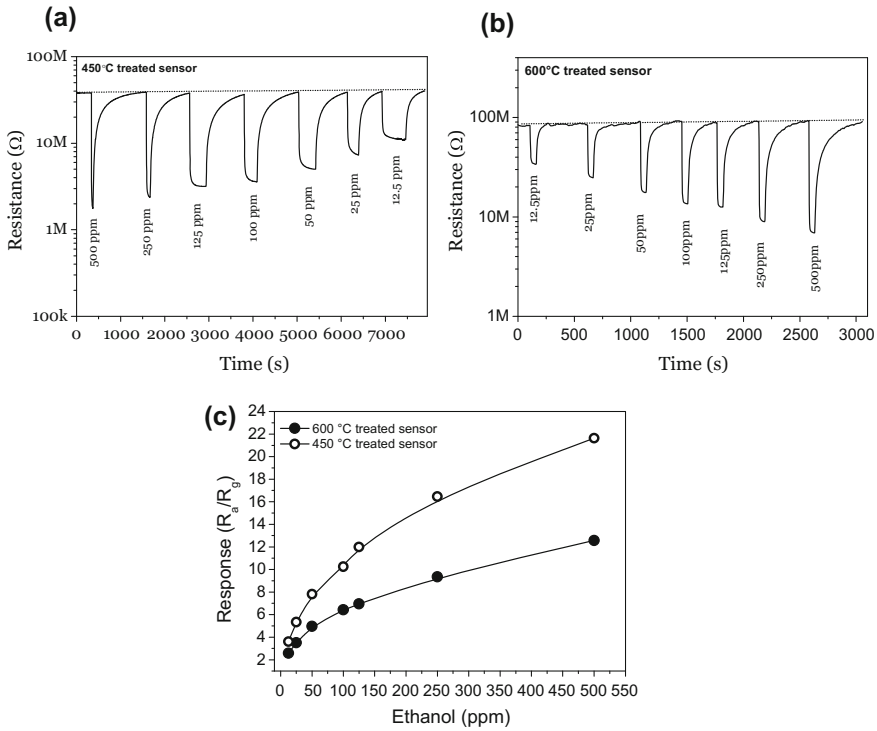 (a)
450°C treated sensor
100M
10M
1M
100k
Resistance (Ω)
500 ppm
250 ppm
125 ppm
100 ppm
50 ppm
25 ppm
12.5 ppm
0 1000 2000 3000 4000 5000 6000 7000
Time (s)
(b)
600°C treated sensor
100M
10M
1M
Resistance (Ω)
12.5ppm
25ppm
50ppm
100ppm
125ppm
250ppm
500ppm
0 500 1000 1500 2000 2500 3000
Time (s)
(c)
600 °C treated sensor
450 °C treated sensor
24
22
20
18
16
14
12
10
8
6
4
2
Response (Ra/Rg)
0 50 100 150 200 250 300 350 400 450 500 550
Ethanol (ppm)